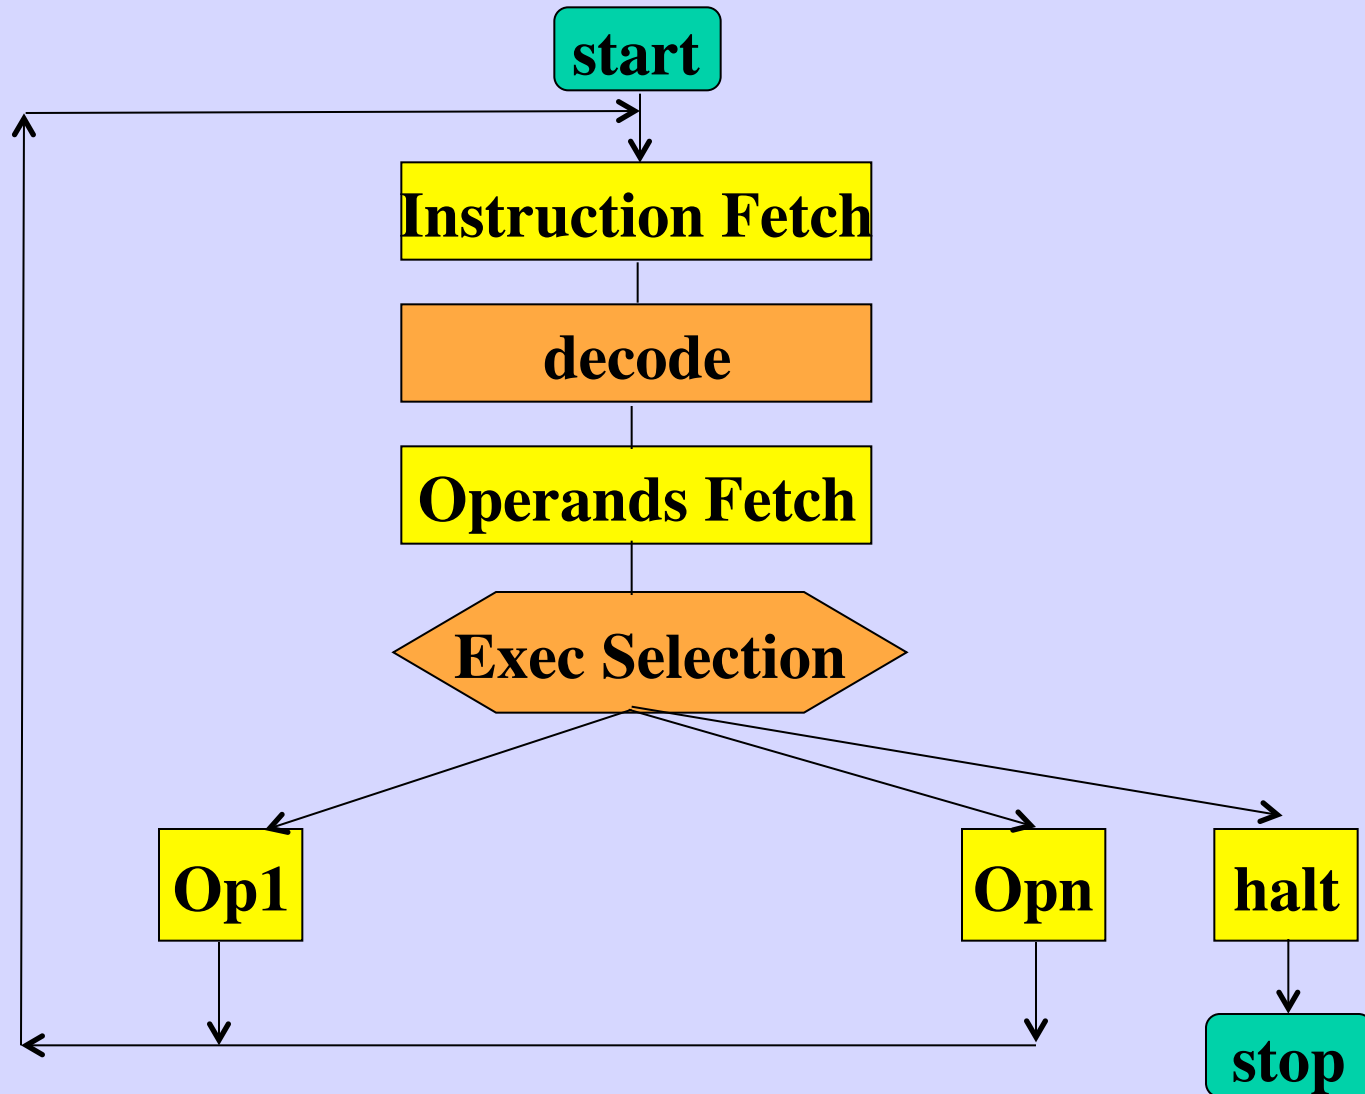 start
Instruction Fetch
decode
Operands Fetch
Exec Selection
Op1
Opn
halt
stop